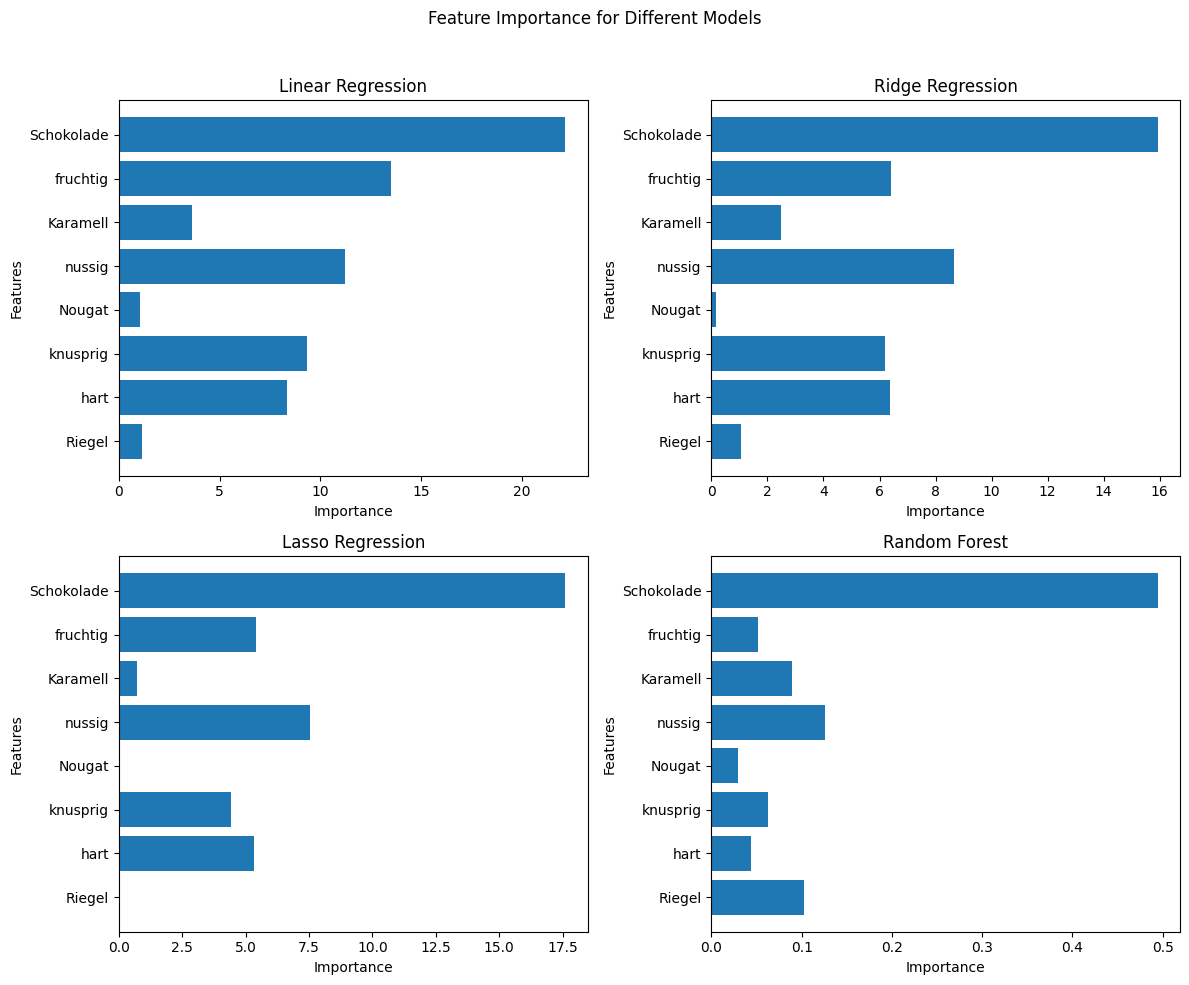 Feature Importance for Different Models
Linear Regression
Schokolade
fruchtig
Karamell
nussig
Nougat
knusprig
hart
Riegel
Features
0 5 10 15 20
Importance
Ridge Regression
Schokolade
fruchtig
Karamell
nussig
Nougat
knusprig
hart
Riegel
Features
0 2 4 6 8 10 12 14 16
Importance
Lasso Regression
Schokolade
fruchtig
Karamell
nussig
Nougat
knusprig
hart
Riegel
Features
0.0 2.5 5.0 7.5 10.0 12.5 15.0 17.5
Importance
Random Forest
Schokolade
fruchtig
Karamell
nussig
Nougat
knusprig
hart
Riegel
Features
0.0 0.1 0.2 0.3 0.4 0.5
Importance